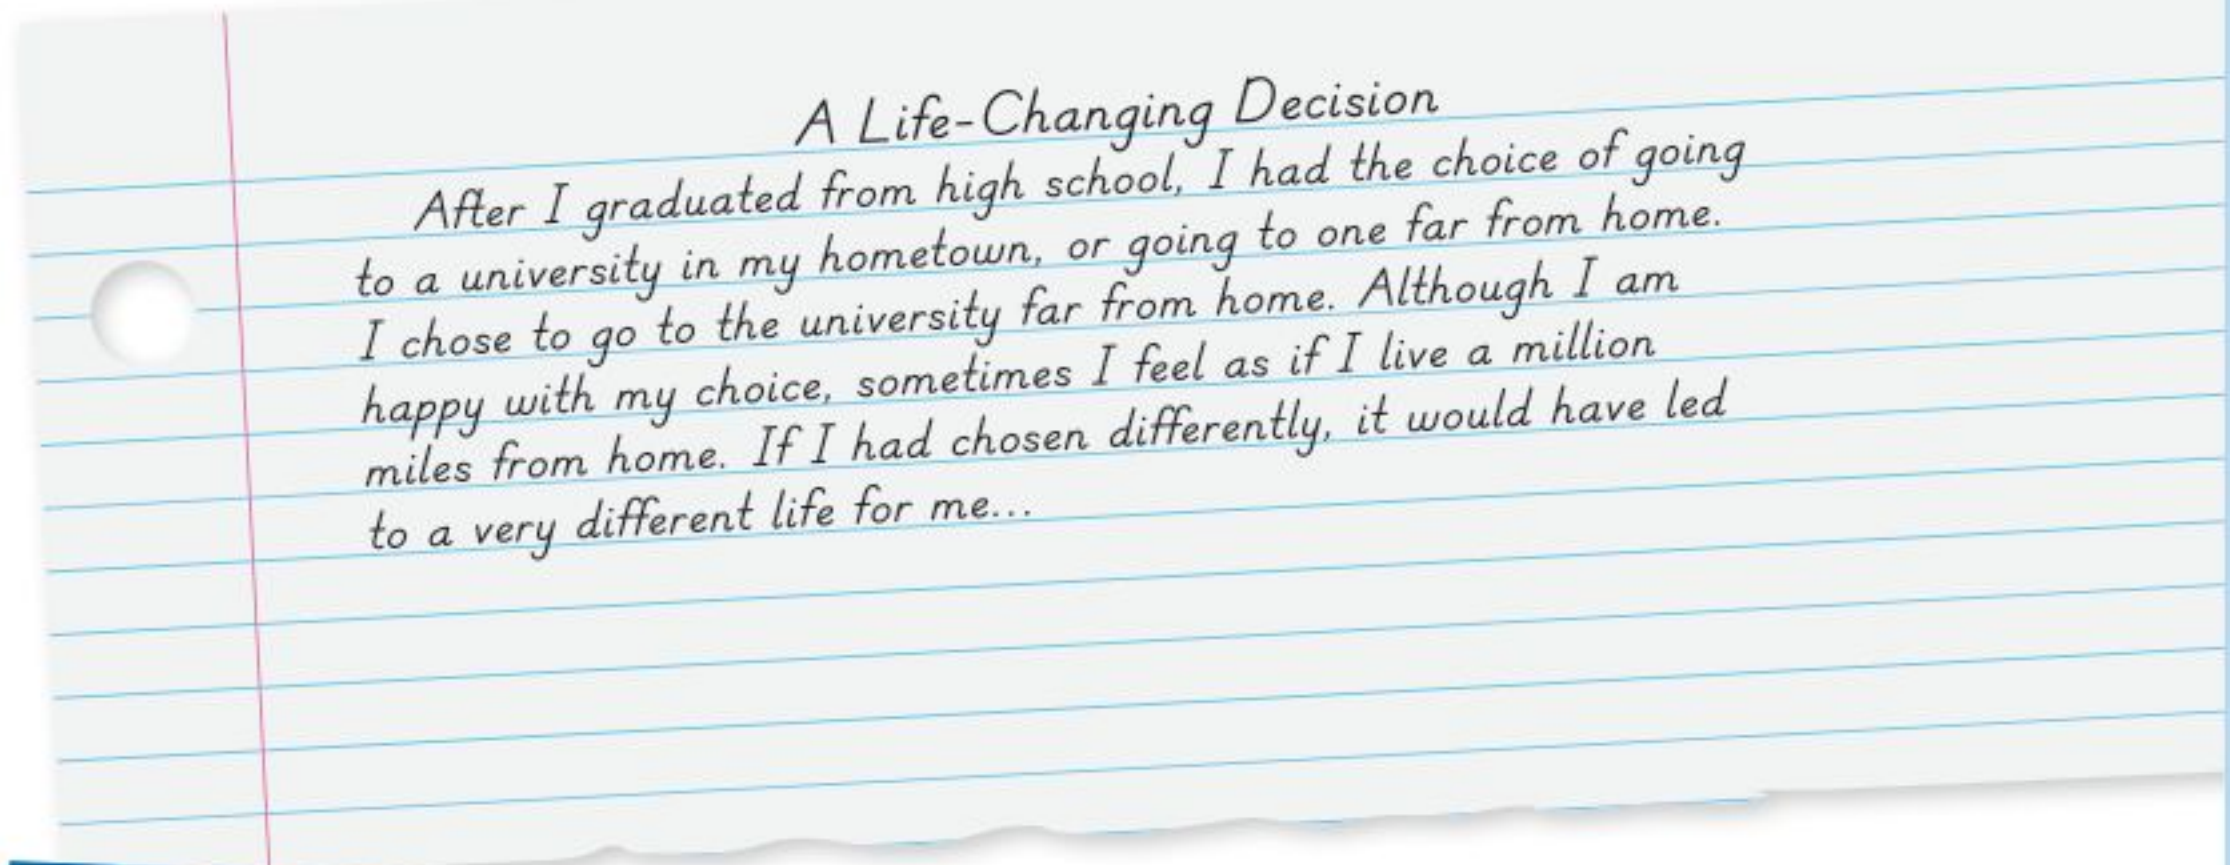 A Life-Changing Decision
After I graduated from high school, I had the choice of going
to a university in my hometown, or going to one far from home.
I chose to go to the university far from home. Although I am
happy with my choice, sometimes I feel as if I live a million
miles from home. If I had chosen differently, it would have led
to a very different life for me...